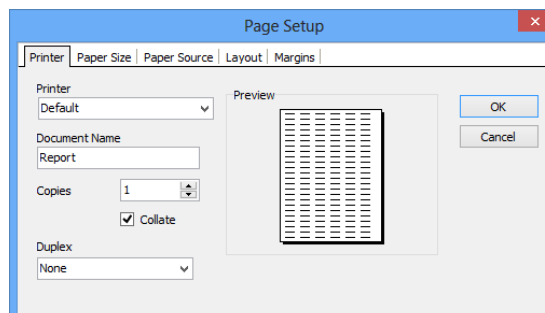 Page Setup
Printer Paper Size Paper Source Layout Margins
Printer
Default
Document Name
Report
Copies 1
Collate
Duplex
None
Preview
OK
Cancel